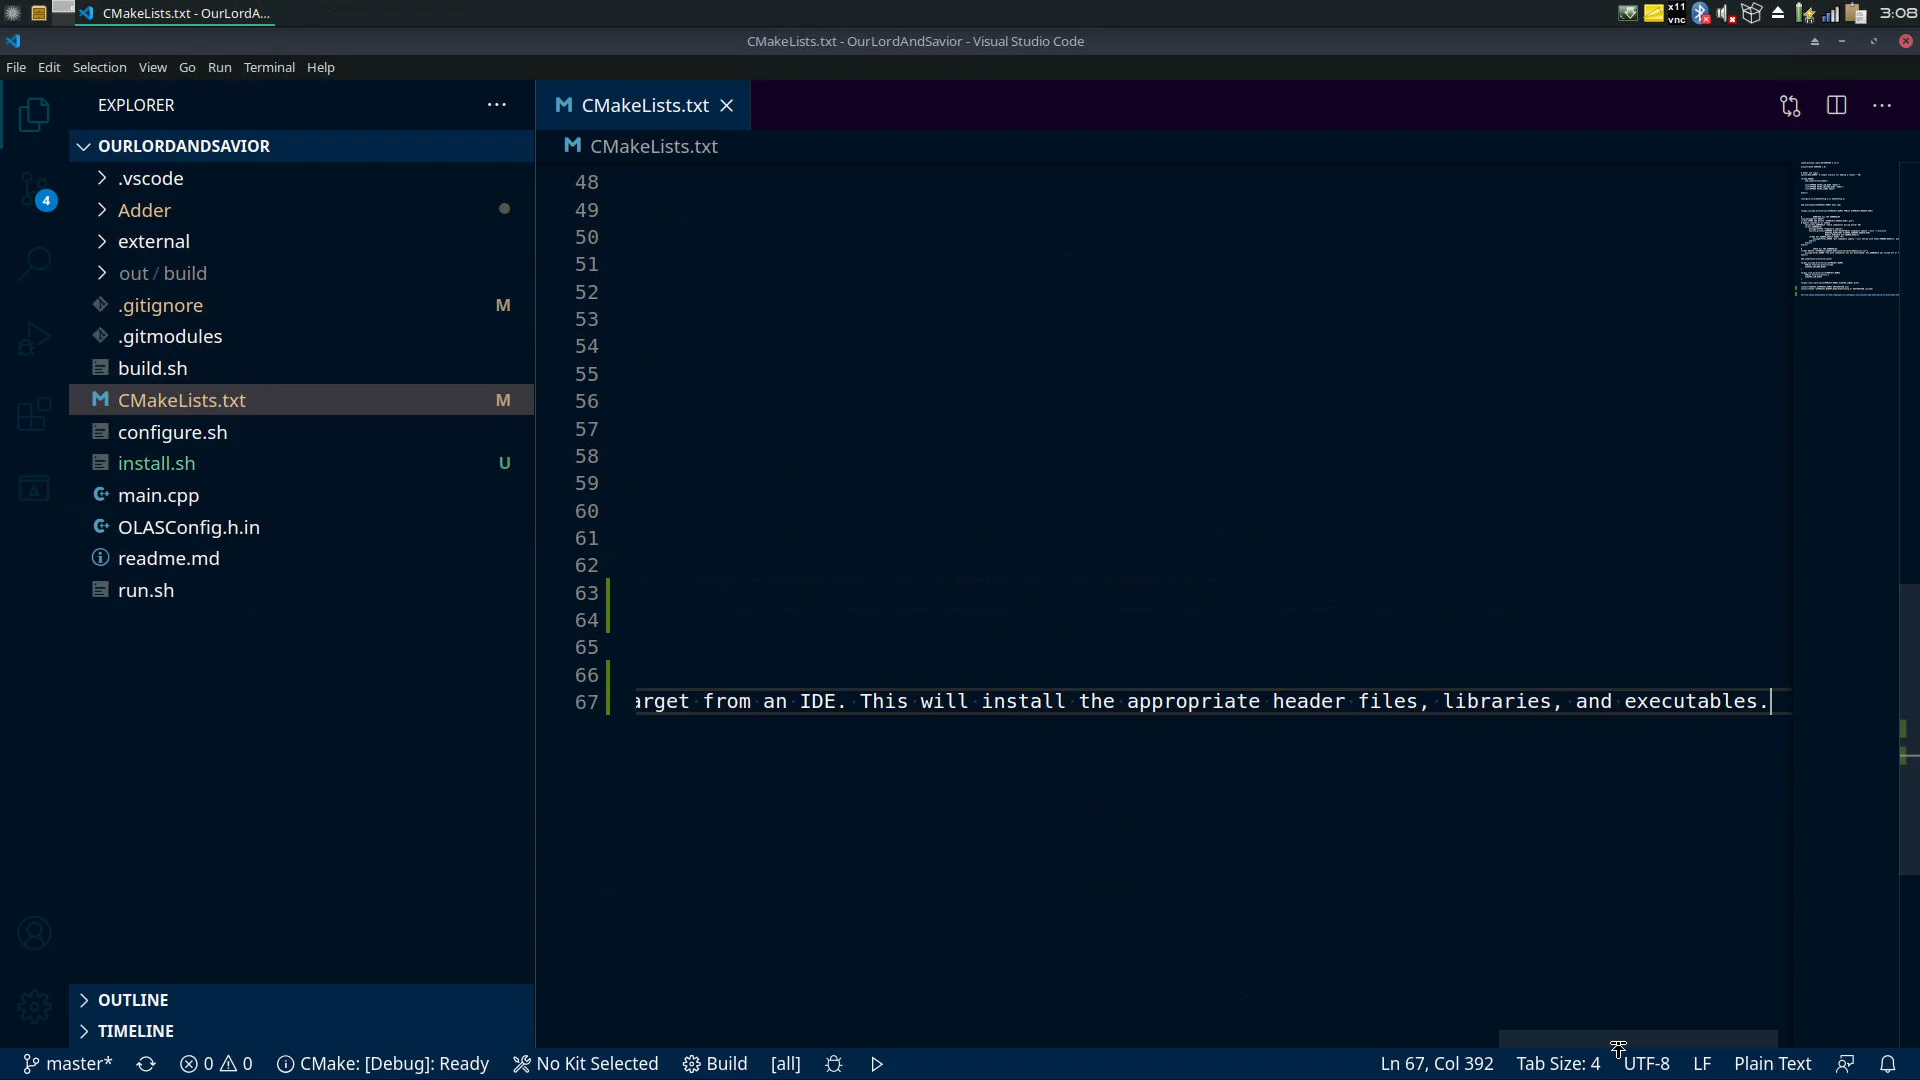 CMakeLists.txt - OurLordA...
x11
vnc
3:08
CMakeLists.txt - OurLordAndSavior - Visual Studio Code
File Edit Selection View Go Run Terminal Help
EXPLORER
CMakeLists.txt
OURLORDANDSAVIOR
CMakeLists.txt
.vscode
Adder
external
out / build
.gitignore M
.gitmodules
build.sh
CMakeLists.txt M
configure.sh
install.sh U
main.cpp
OLASConfig.h.in
readme.md
run.sh
48
49
50
51
52
53
54
55
56
57
58
59
60
61
62
63
64
65
66
67 arget from an IDE. This will install the appropriate header files, libraries, and executables.
4
OUTLINE
TIMELINE
master* 0 0 CMake: [Debug]: Ready No Kit Selected Build [all] Ln 67, Col 392 Tab Size: 4 UTF-8 LF Plain Text